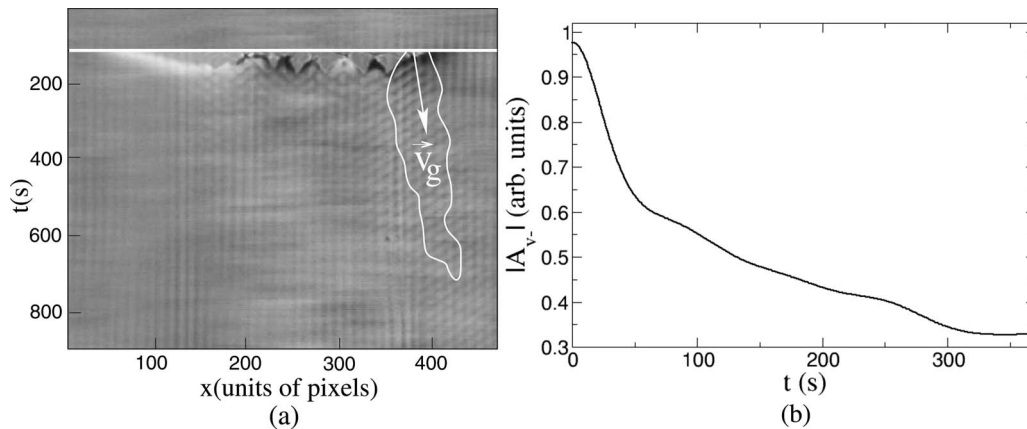 200
400
600
800
t(s)
100 200 300 400
x(units of pixels)
(a)
V_g
1
0.9
0.8
0.7
0.6
0.5
0.4
0.3
|A_v-| (arb. units)
0 100 200 300
t (s)
(b)